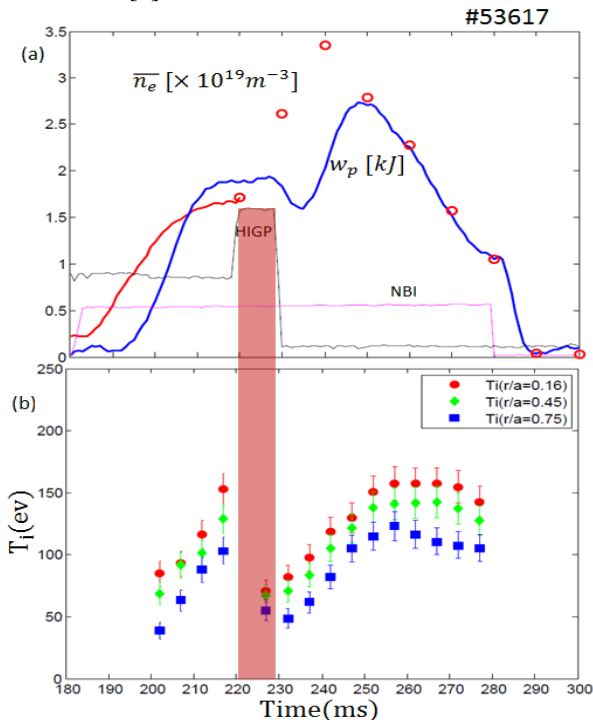 #53617
(a)
3.5
3
2.5
2
1.5
1
0.5
0
n̅ₑ [× 10¹⁹m⁻³]
wₚ [kJ]
HIGP
NBI
(b)
250
200
150
100
50
0
Tᵢ(ev)
Ti(r/a=0.16)
Ti(r/a=0.45)
Ti(r/a=0.75)
180 190 200 210 220 230 240 250 260 270 280 290 300
Time(ms)